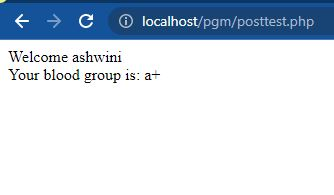 localhost/pgm/posttest.php
Welcome ashwini
Your blood group is: a+